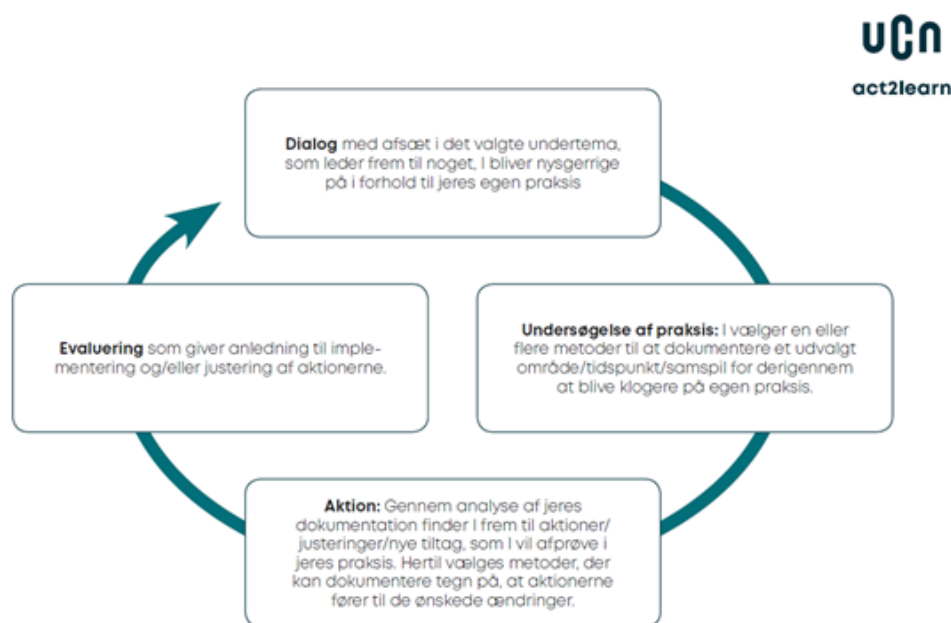 ucn
act2learn
Dialog med afsæt i det valgte undertema,
som leder frem til noget, I bliver nysgerrige
på i forhold til jeres egen praksis
Undersøgelse af praksis: I vælger en eller
flere metoder til at dokumentere et udvalgt
område/tidspunkt/samspil for derigennem
at blive klogere på egen praksis.
Evaluering som giver anledning til imple-
mentering og/eller justering af aktionerne.
Aktion: Gennem analyse af jeres
dokumentation finder I frem til aktioner/
justeringer/nye tiltag, som I vil afprøve i
jeres praksis. Hertil vælges metoder, der
kan dokumentere tegn på, at aktionerne
fører til de ønskede ændringer.